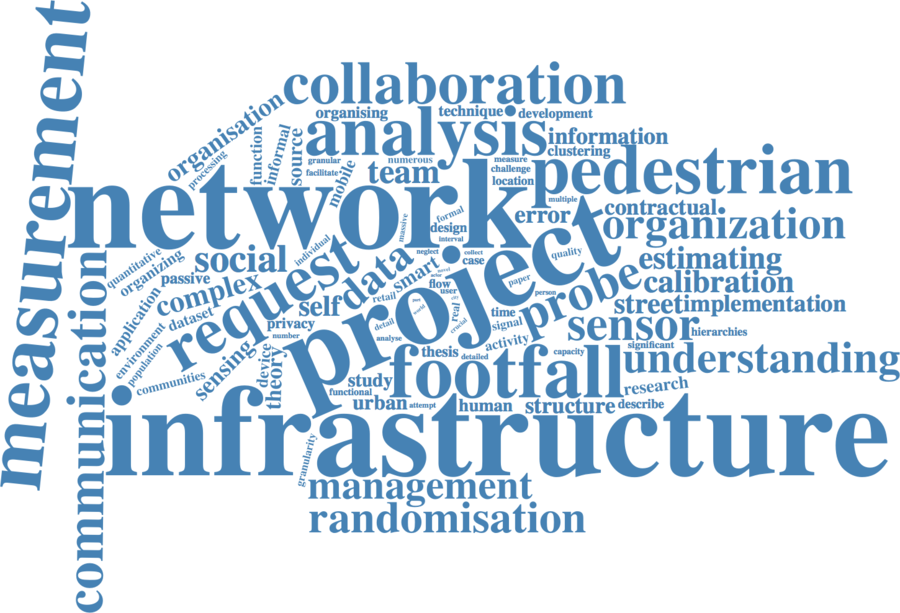 measurement
collaboration
organisation
organising
technique
development
analysis
information
clustering
processing
function
informal
source
granular
facilitate
mobile
numerous
team
measure
challenge
location
pedestrian
network
multiple
massive
formal
design
interval
error
contractual
organization
quantitative
organizing
passive
social
individual
request
data
neglect
collect
case
smart
project
quality
estimating
calibration
probe
complex
application
dataset
environment
population
communities
self
privacy
number
retail
flow
user
paper
person
time
signal
real
crucial
detail
analyse
world
street
implementation
sensor
hierarchies
significant
activity
capacity
sensing
device
theory
thesis
detailed
study
functional
footfall
understanding
research
urban
attempt
human
structure
describe
communication
infrastructure
granularity
management
randomisation